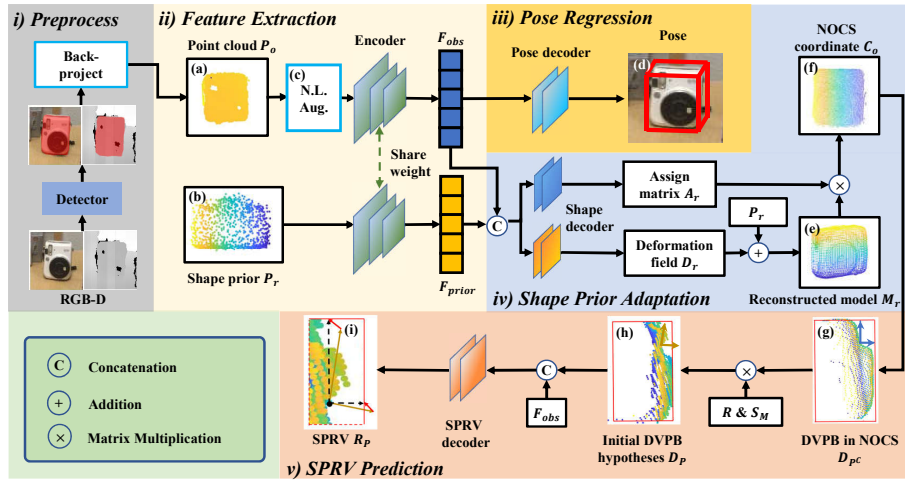 i) Preprocess
Back-
project
Detector
RGB-D
ii) Feature Extraction
Point cloud P_o
(a)
(c)
N.L.
Aug.
Encoder
F_obs
Share
weight
(b)
Shape prior P_r
F_prior
iii) Pose Regression
Pose decoder
Pose
(d)
NOCS
coordinate C_o
(f)
C
Shape
decoder
Assign
matrix A_r
×
P_r
Deformation
field D_r
+
(e)
Reconstructed model M_r
iv) Shape Prior Adaptation
C
Concatenation
+
Addition
×
Matrix Multiplication
(i)
SPRV R_P
SPRV
decoder
C
F_obs
(h)
Initial DVPB
hypotheses D_P
×
R & S_M
(g)
DVPB in NOCS
D_PC
v) SPRV Prediction